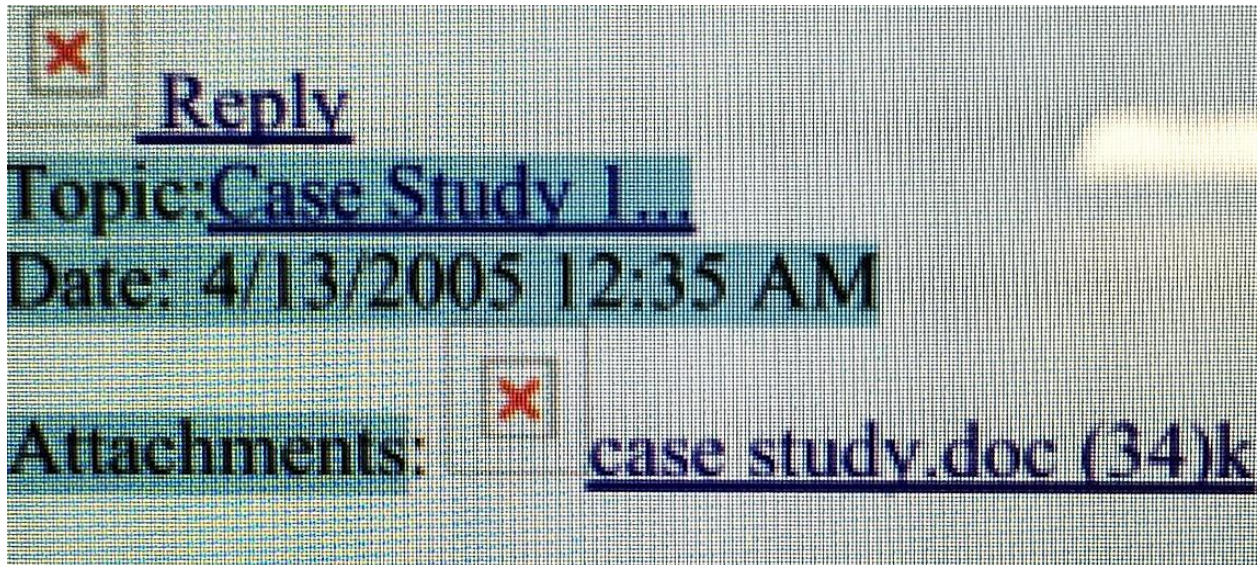 Reply
Topic:Case Study 1...
Date: 4/13/2005 12:35 AM
Attachments: case study.doc (34)k